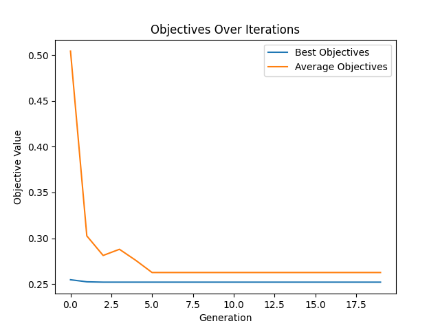 Objectives Over Iterations
Best Objectives
Average Objectives
Objective Value
0.50
0.45
0.40
0.35
0.30
0.25
0.0 2.5 5.0 7.5 10.0 12.5 15.0 17.5
Generation